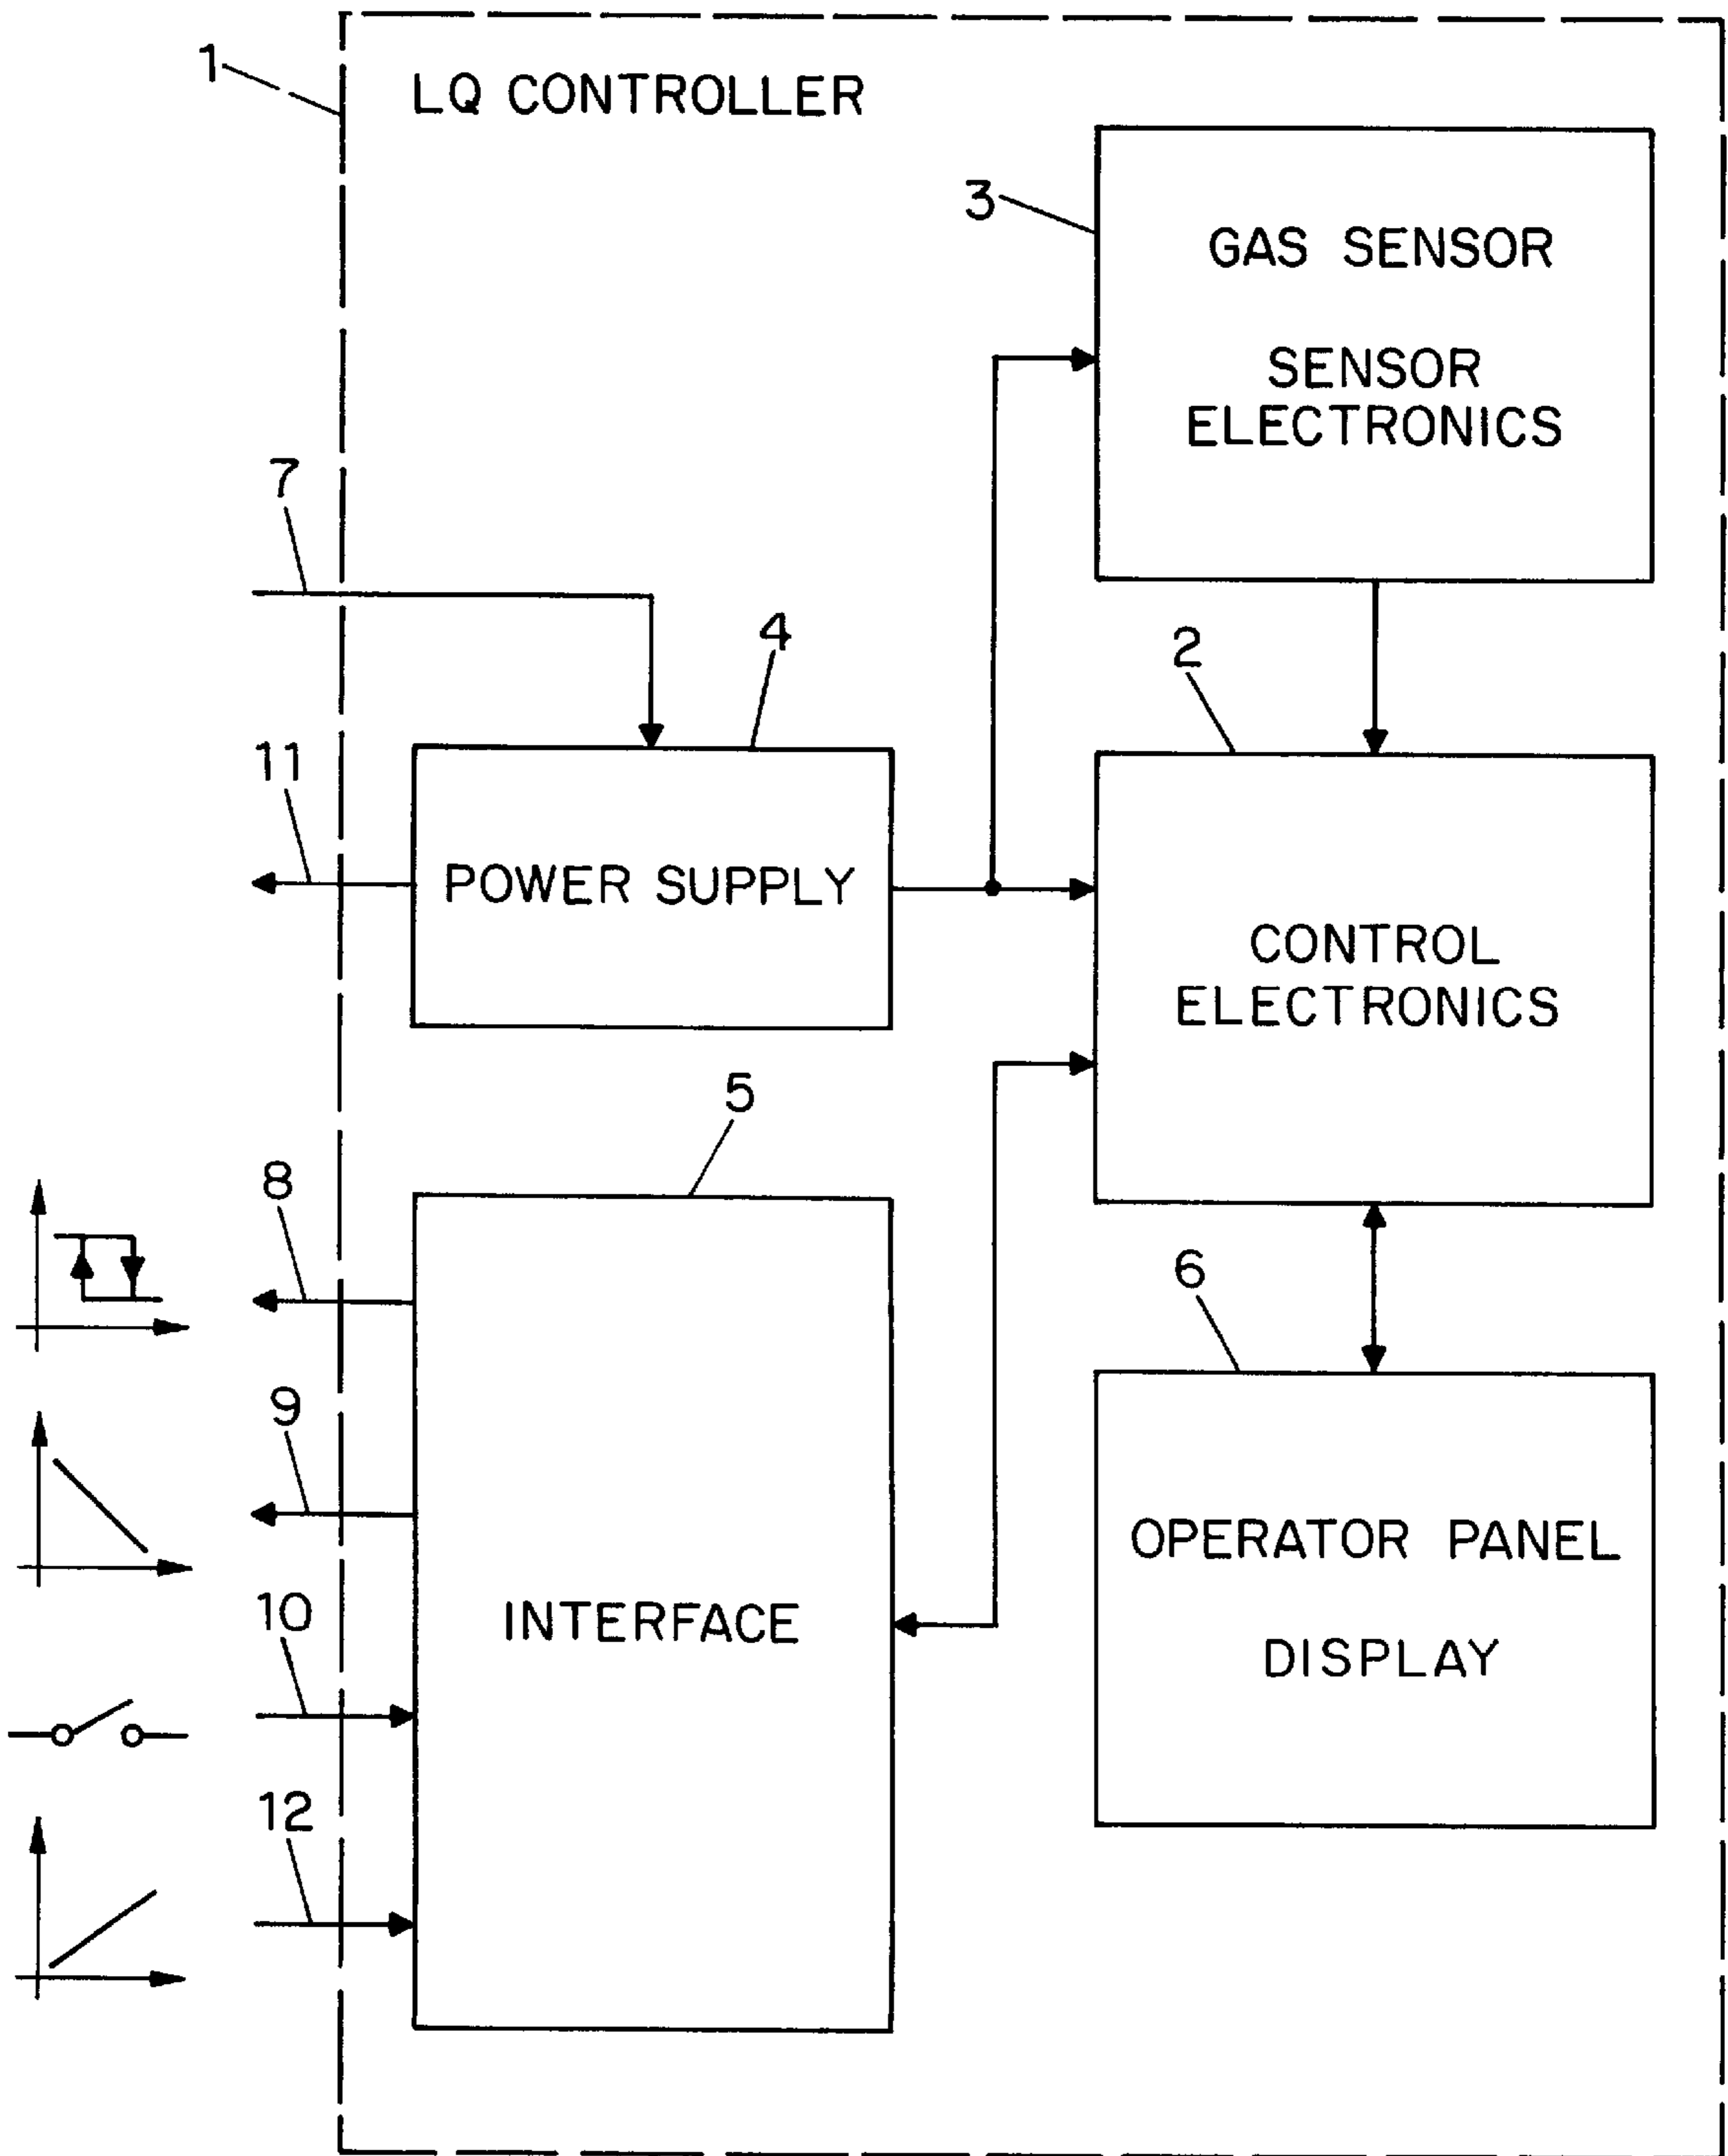 1
LQ CONTROLLER
3
GAS SENSOR
SENSOR
ELECTRONICS
7
4
2
11
POWER SUPPLY
CONTROL
ELECTRONICS
5
8
6
9
OPERATOR PANEL
10
INTERFACE
DISPLAY
12